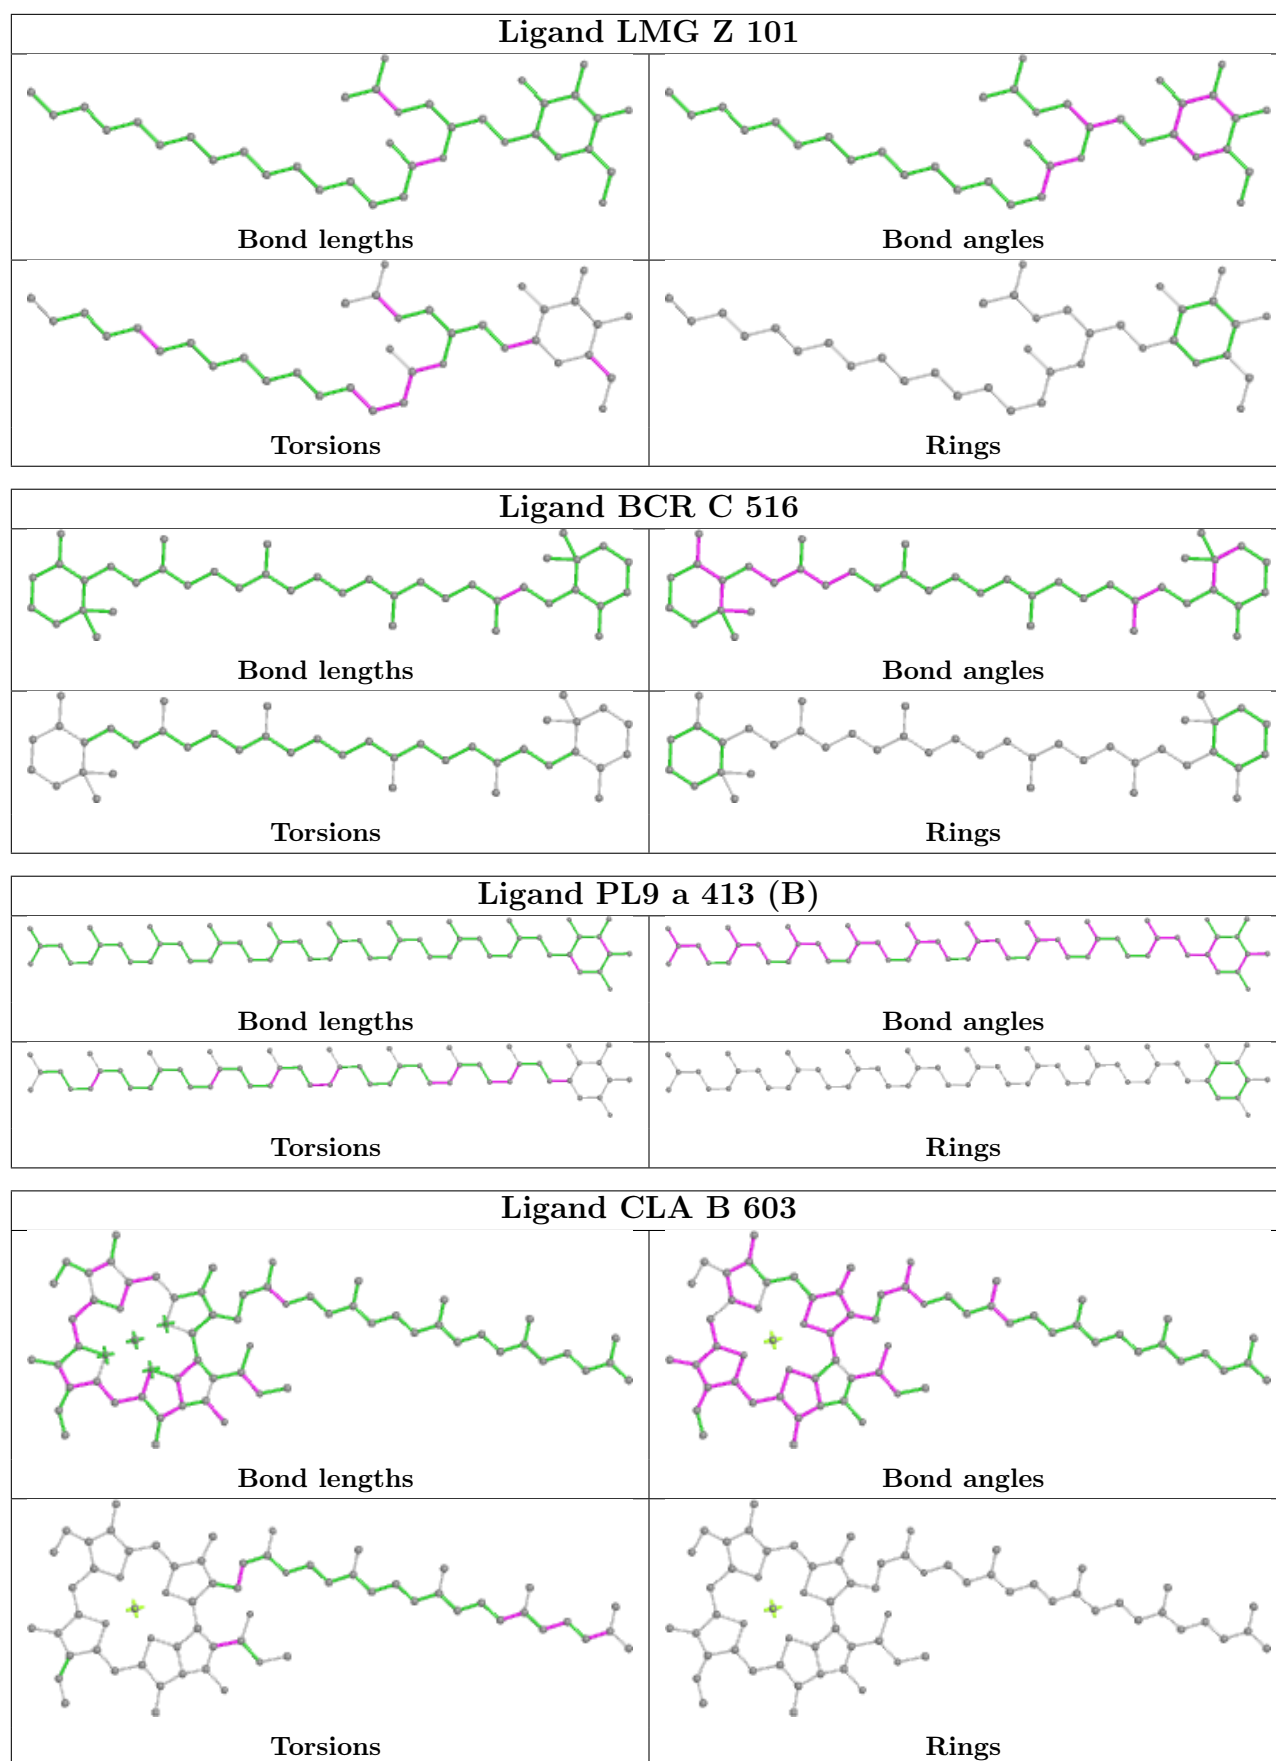 Ligand LMG Z 101
Bond lengths
Bond angles
Torsions
Rings
Ligand BCR C 516
Bond lengths
Bond angles
Torsions
Rings
Ligand PL9 a 413 (B)
Bond lengths
Bond angles
Torsions
Rings
Ligand CLA B 603
Bond lengths
Bond angles
Torsions
Rings